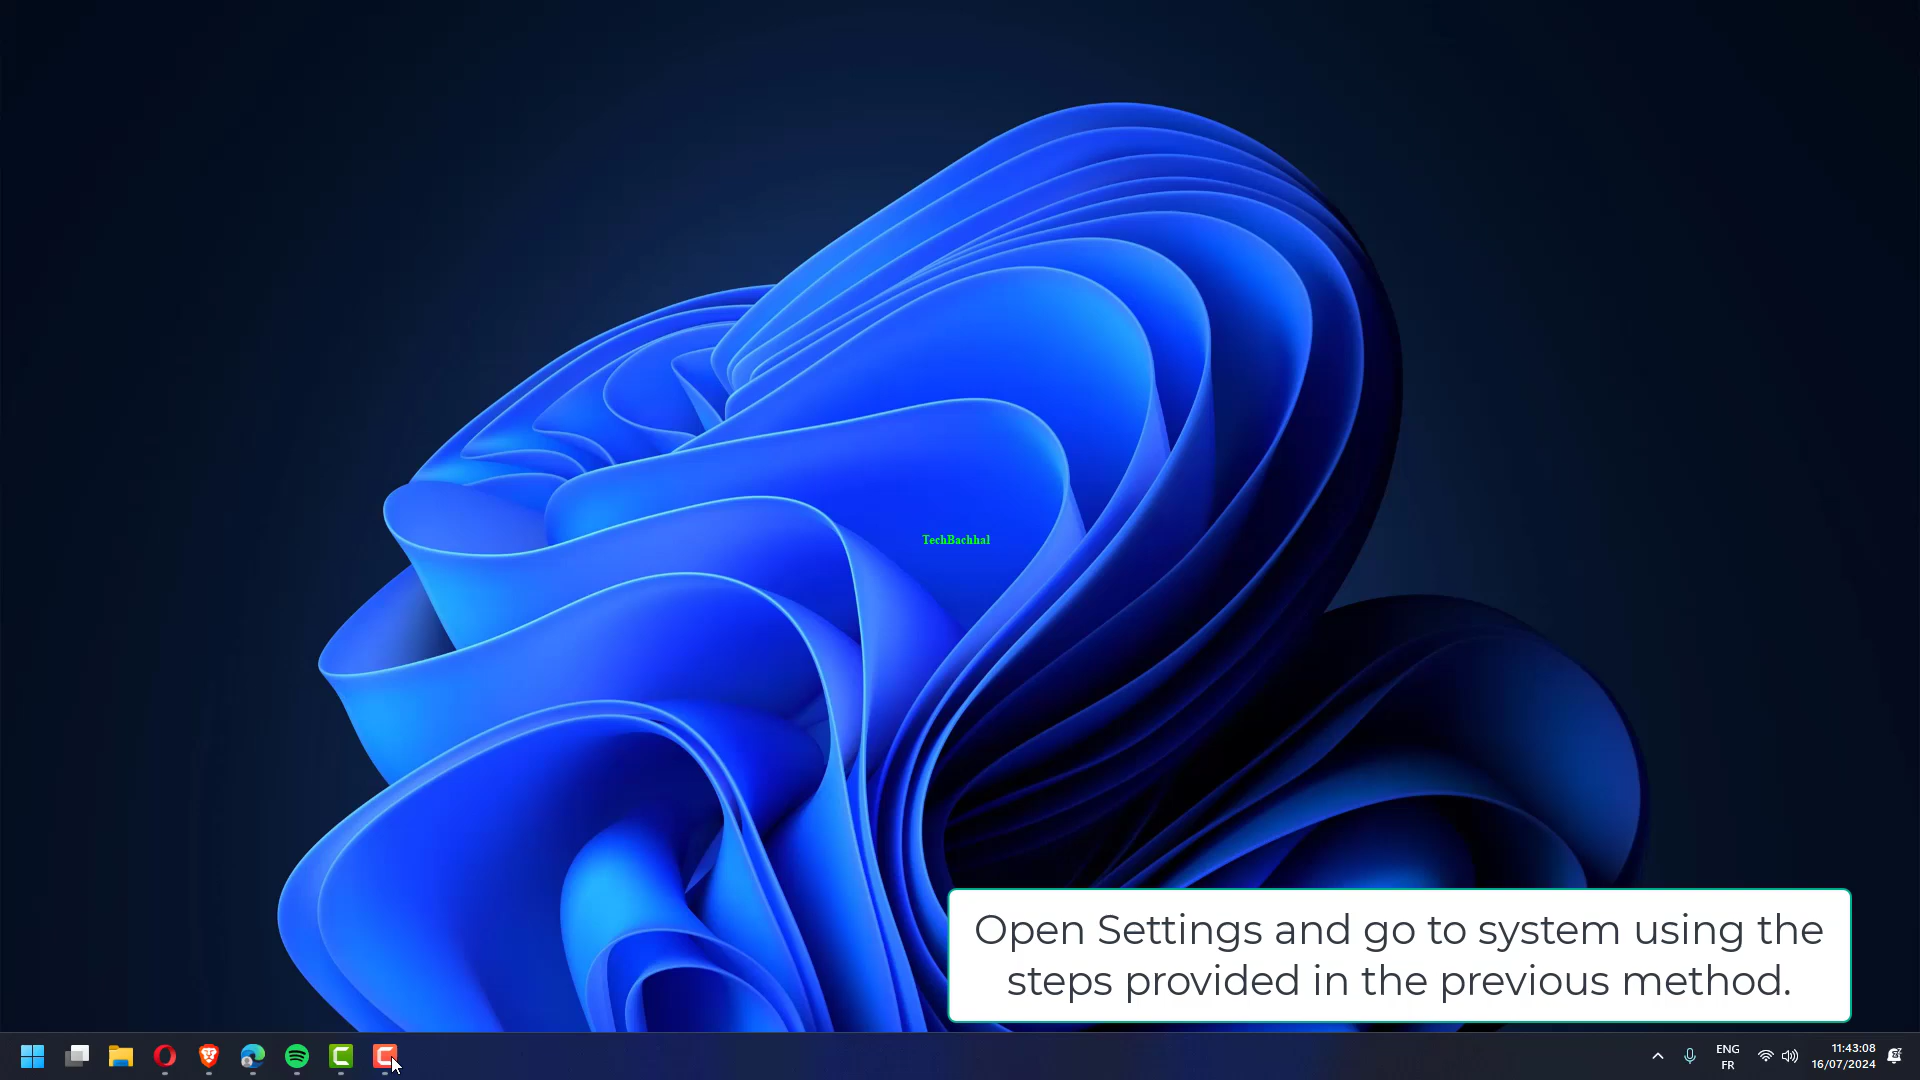 TechBachhal
Open Settings and go to system using the
steps provided in the previous method.
ENG
FR
11:43:08
16/07/2024